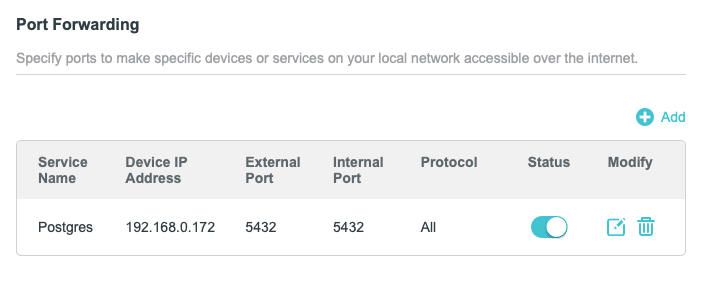 Port Forwarding
Specify ports to make specific devices or services on your local network accessible over the internet.
Add
Service Name Device IP Address External Port Internal Port Protocol Status Modify
Postgres 192.168.0.172 5432 5432 All